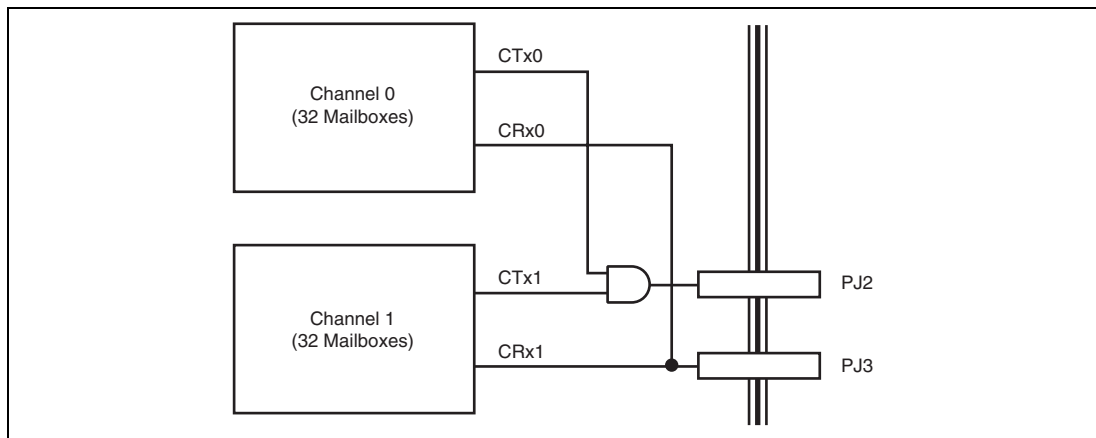 Channel 0
(32 Mailboxes)
CTx0
CRx0
Channel 1
(32 Mailboxes)
CTx1
CRx1
PJ2
PJ3